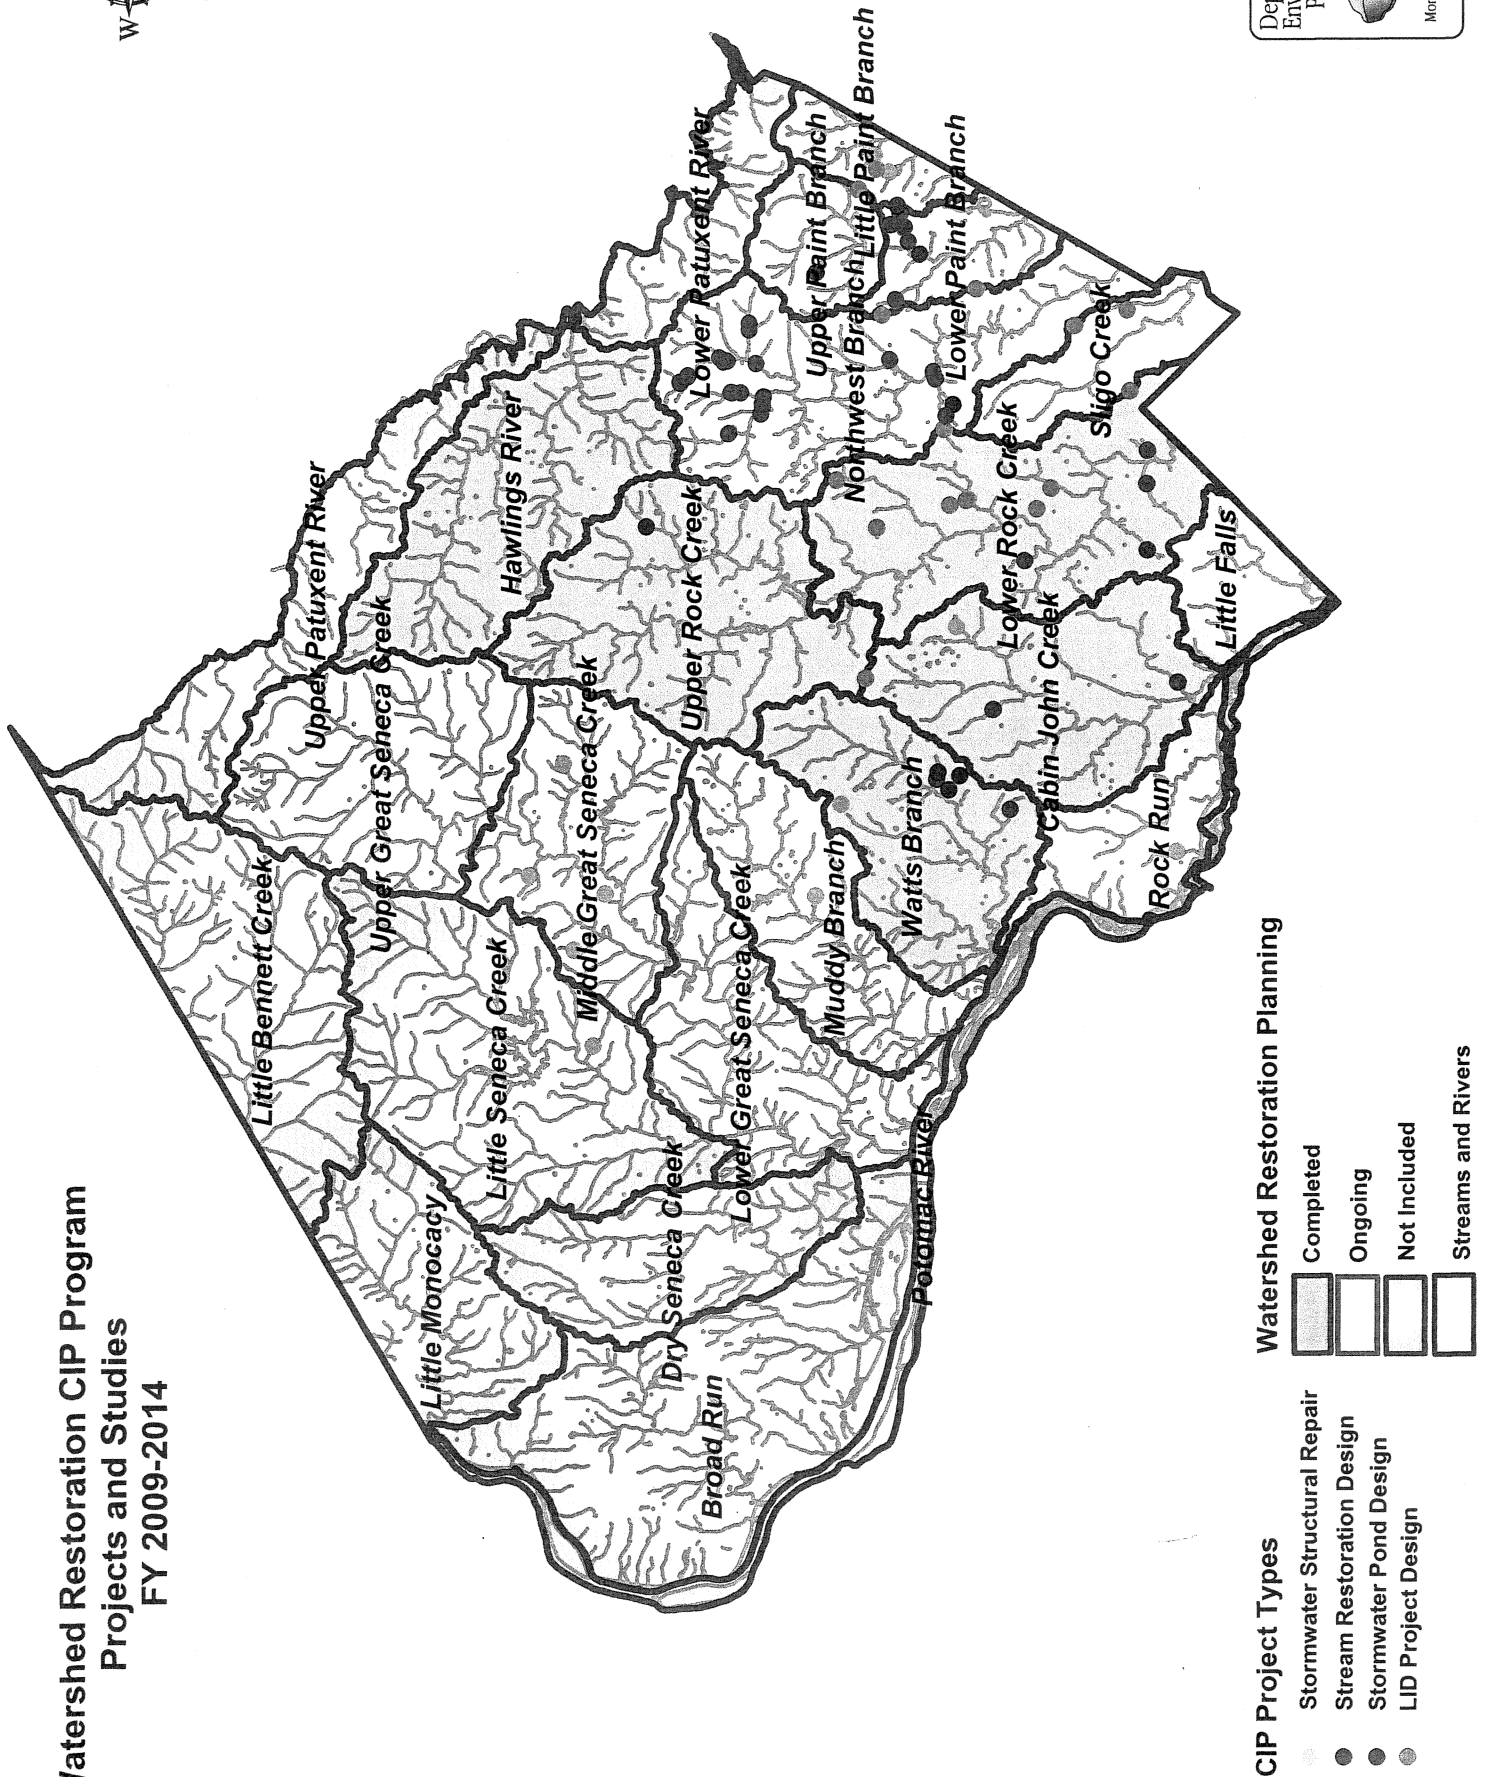 Watershed Restoration CIP Program
Projects and Studies
FY 2009-2014
W
Little Bennett Creek
Upper Patuxent River
Upper Great Seneca Creek
Little Monocacy
Little Seneca Creek
Hawlings River
Middle Great Seneca Creek
Dry Seneca Creek
Upper Rock Creek
Lower Patuxent River
Broad Run
Lower Great Seneca Creek
Upper Paint Branch
Muddy Branch
Northwest Branch
Little Paint Branch
Watts Branch
Potomac River
Lower Paint Branch
Lower Rock Creek
Cabin John Creek
Sligo Creek
Rock Run
Little Falls
CIP Project Types
Stormwater Structural Repair
Stream Restoration Design
Stormwater Pond Design
LID Project Design
Watershed Restoration Planning
Completed
Ongoing
Not Included
Streams and Rivers